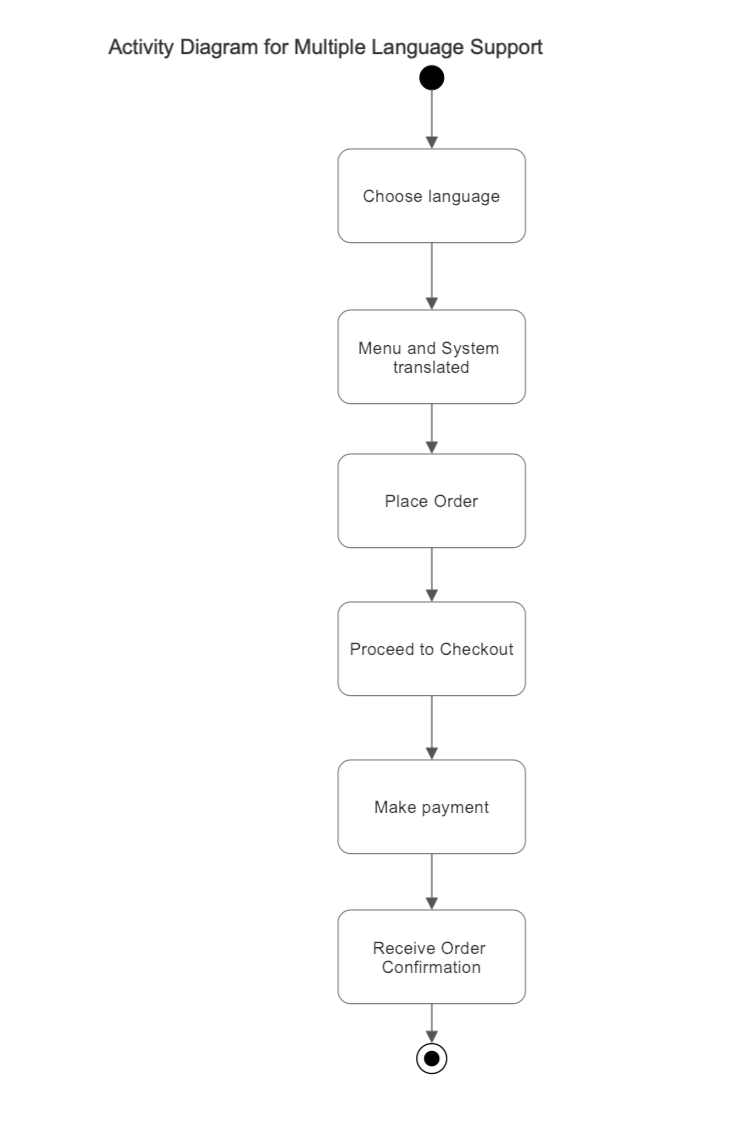 Activity Diagram for Multiple Language Support
Choose language
Menu and System
translated
Place Order
Proceed to Checkout
Make payment
Receive Order
Confirmation